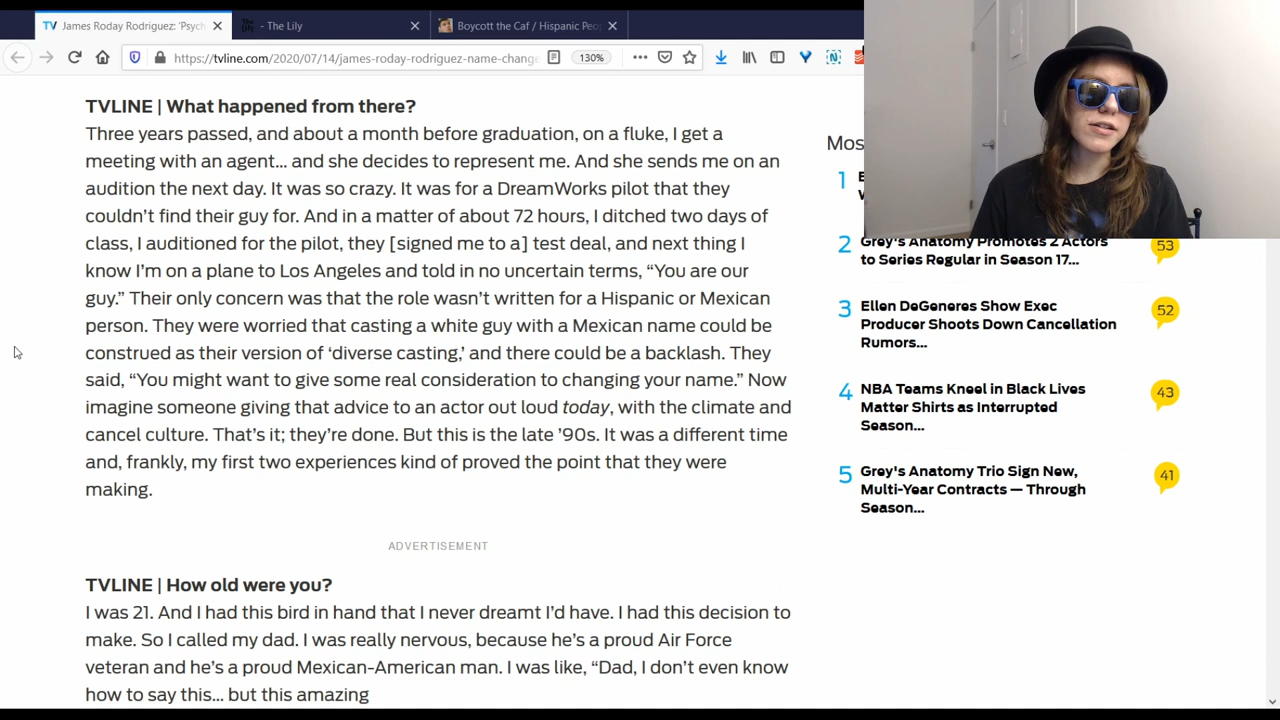 James Roday Rodriguez: 'Psych
- The Lily
Boycott the Caf / Hispanic Peop
https://tvline.com/2020/07/14/james-roday-rodriguez-name-change
130%
TVLINE | What happened from there?
Three years passed, and about a month before graduation, on a fluke, I get a
meeting with an agent… and she decides to represent me. And she sends me on an
audition the next day. It was so crazy. It was for a DreamWorks pilot that they
couldn't find their guy for. And in a matter of about 72 hours, I ditched two days of
class, I auditioned for the pilot, they [signed me to a] test deal, and next thing I
know I'm on a plane to Los Angeles and told in no uncertain terms, “You are our
guy.” Their only concern was that the role wasn't written for a Hispanic or Mexican
person. They were worried that casting a white guy with a Mexican name could be
construed as their version of ‘diverse casting,’ and there could be a backlash. They
said, “You might want to give some real consideration to changing your name.” Now
imagine someone giving that advice to an actor out loud today, with the climate and
cancel culture. That's it; they're done. But this is the late ’90s. It was a different time
and, frankly, my first two experiences kind of proved the point that they were
making.
ADVERTISEMENT
TVLINE | How old were you?
I was 21. And I had this bird in hand that I never dreamt I'd have. I had this decision to
make. So I called my dad. I was really nervous, because he's a proud Air Force
veteran and he's a proud Mexican-American man. I was like, “Dad, I don't even know
how to say this… but this amazing
Mos
1
2 Grey's Anatomy Promotes 2 Actors
to Series Regular in Season 17...
53
3 Ellen DeGeneres Show Exec
Producer Shoots Down Cancellation
Rumors...
52
4 NBA Teams Kneel in Black Lives
Matter Shirts as Interrupted
Season...
43
5 Grey's Anatomy Trio Sign New,
Multi-Year Contracts — Through
Season...
41